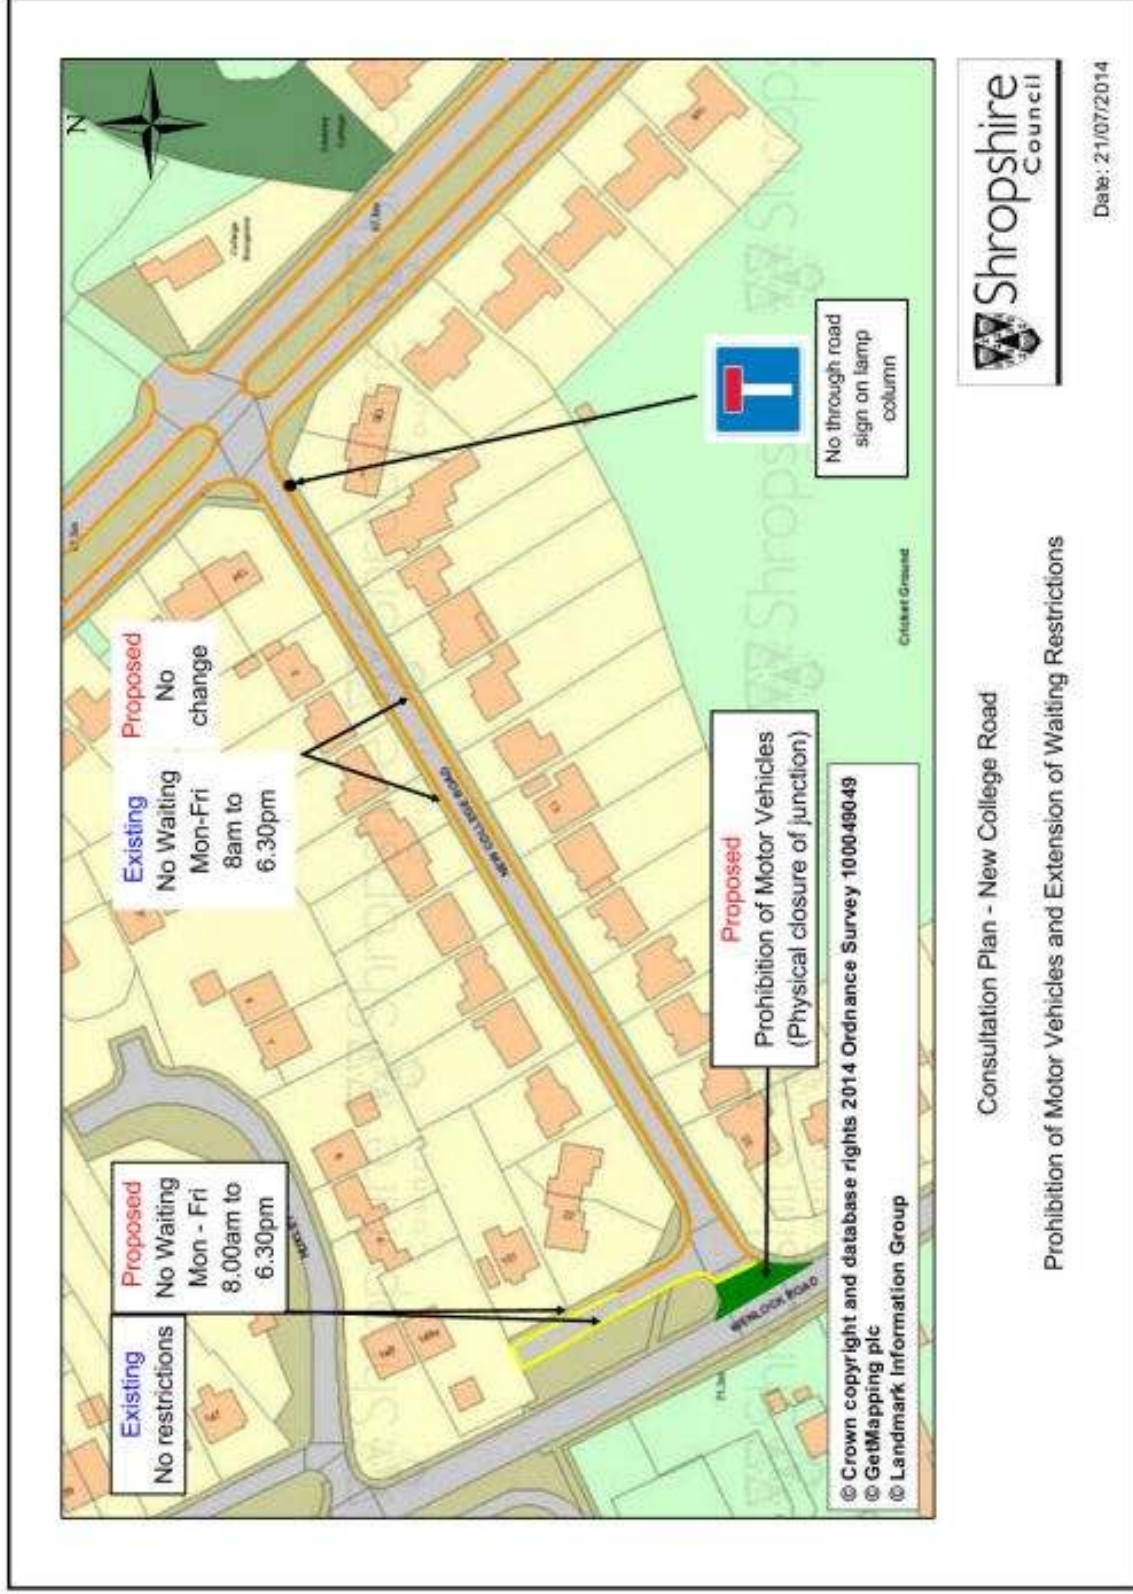 N
Existing
No restrictions
Proposed
No Waiting
Mon - Fri
8.00am to
6.30pm
Existing
No Waiting
Mon-Fri
8am to
6.30pm
Proposed
No
change
NEW COLLEGE ROAD
WENLOCK ROAD
Cricket Ground
No through road
sign on lamp
column
Proposed
Prohibition of Motor Vehicles
(Physical closure of junction)
© Crown copyright and database rights 2014 Ordnance Survey 100049049
© GetMapping plc
© Landmark Information Group
Shropshire
Council
Date: 21/07/2014
Consultation Plan - New College Road
Prohibition of Motor Vehicles and Extension of Waiting Restrictions